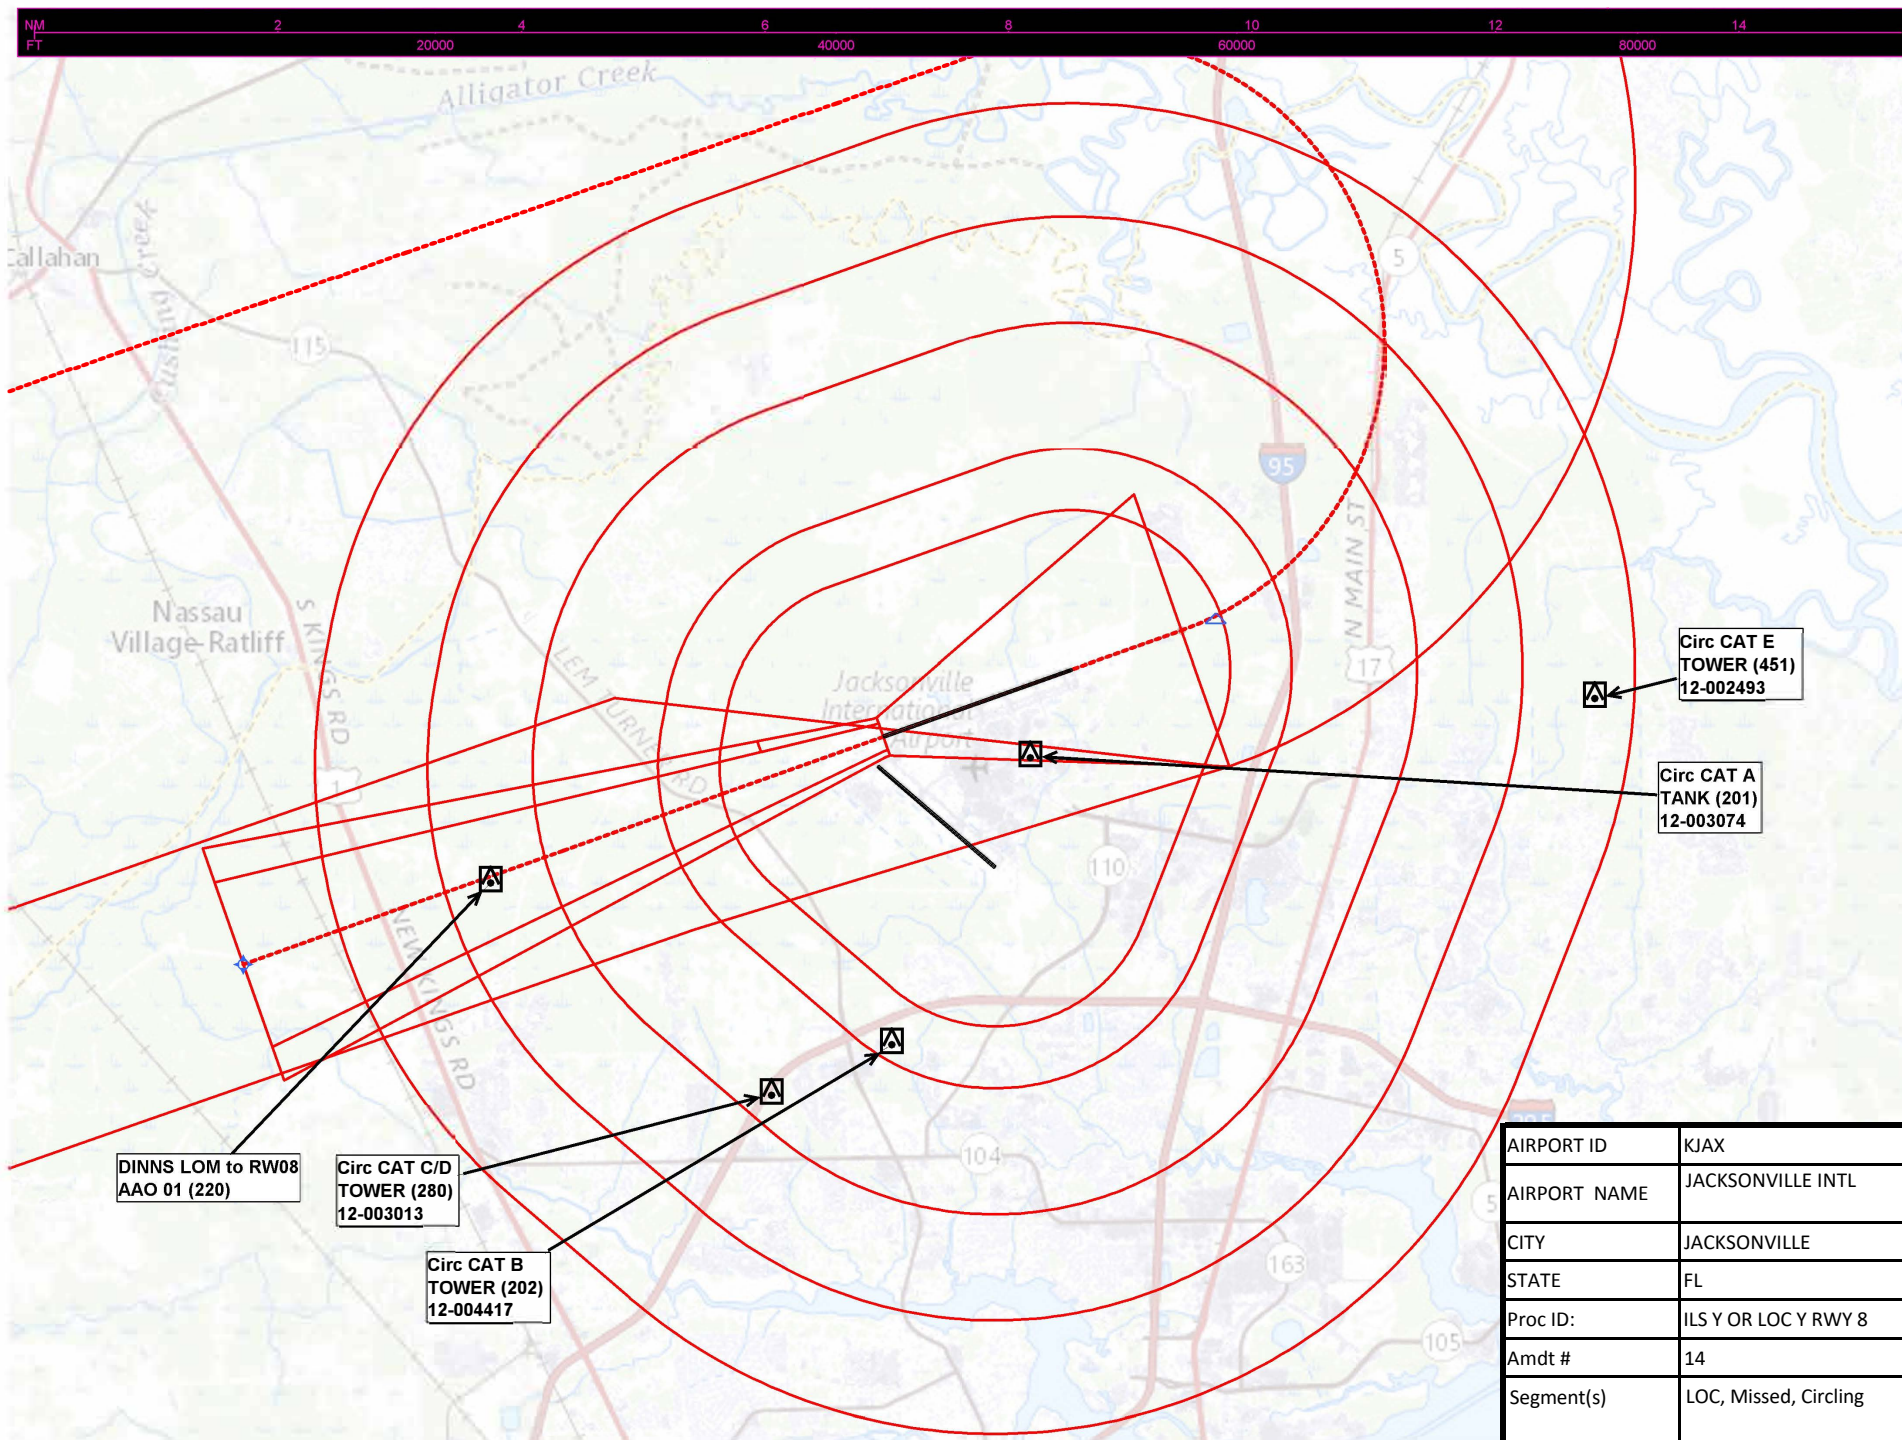 NM 2 4 6 8 10 12 14
FT 20000 40000 60000 80000
Alligator Creek
Callahan
115
5
95
N MAIN ST
Nassau
Village-Ratliff
S KINGS RD
LEM TURNER RD
Jacksonville
International
Airport
17
1
Circ CAT E
TOWER (451)
12-002493
Circ CAT A
TANK (201)
12-003074
110
NEW KINGS RD
DINNS LOM to RW08
AAO 01 (220)
Circ CAT C/D
TOWER (280)
12-003013
Circ CAT B
TOWER (202)
12-004417
104
163
105
AIRPORT ID KJAX
AIRPORT NAME JACKSONVILLE INTL
CITY JACKSONVILLE
STATE FL
Proc ID: ILS Y OR LOC Y RWY 8
Amdt # 14
Segment(s) LOC, Missed, Circling